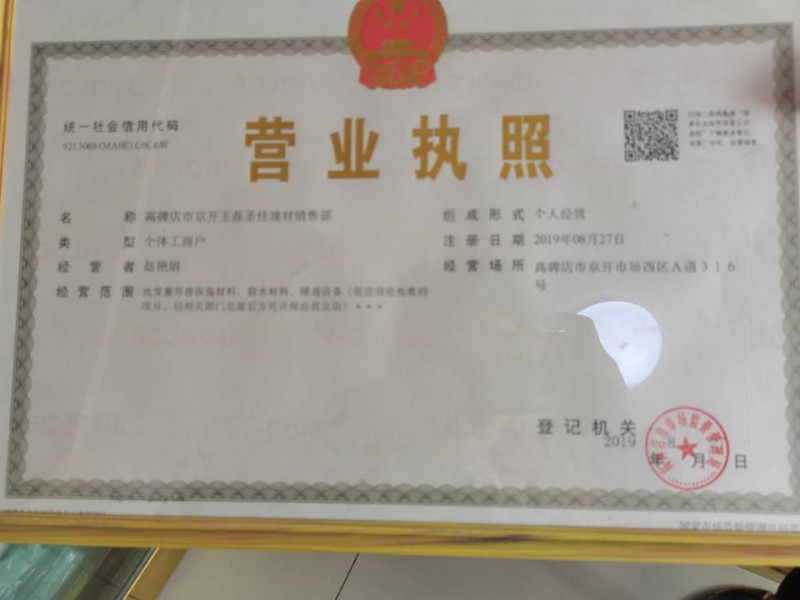 统一社会信用代码
营业执照
名 称 高碑店市京开玉磊圣佳建材销售部
类 型 个体工商户
经 营 者 赵艳娟
经 营 范 围 批发兼零售保温材料、防水材料、暖通设备(依法须经批准的
项目,经相关部门批准后方可开展经营活动)***
组 成 形 式 个人经营
注 册 日 期 2019年08月27日
经 营 场 所 高碑店市京开市场西区A道316
号
登 记 机 关
2019 年 8 月 日